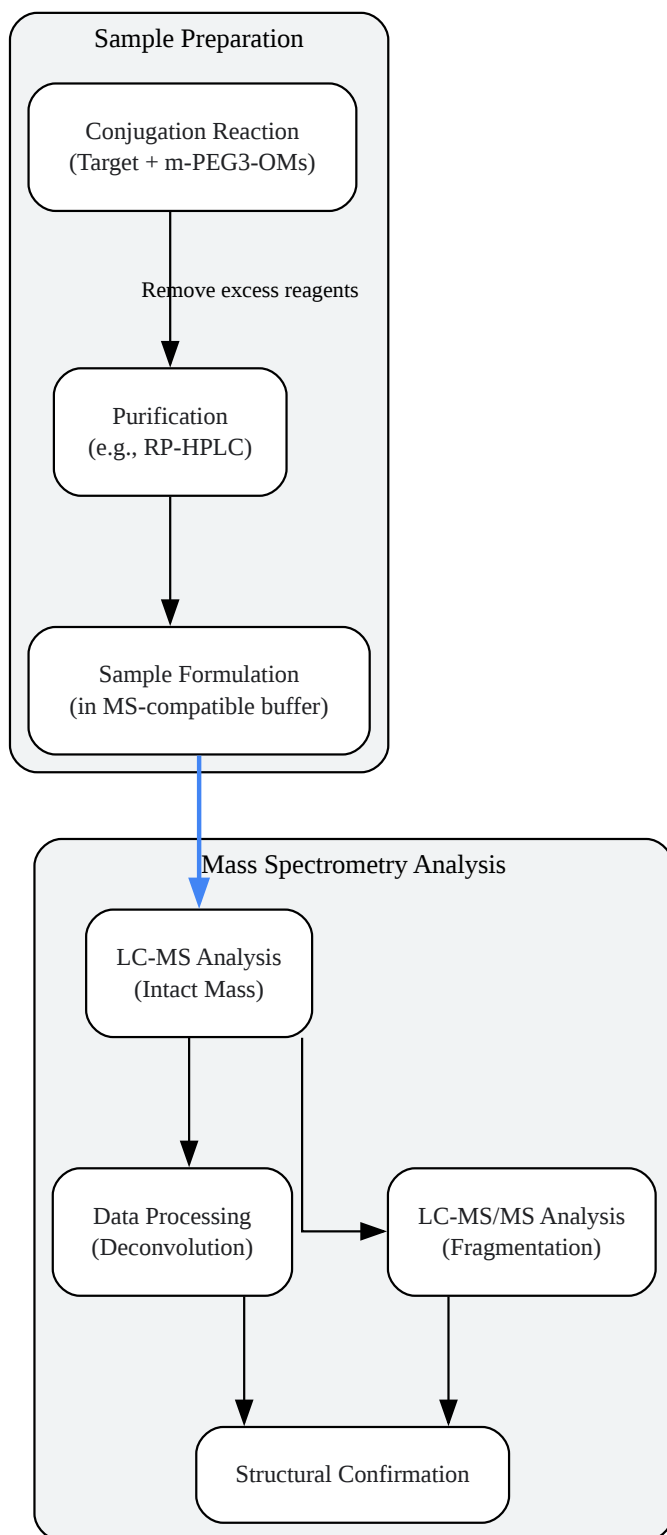 Sample Preparation
Conjugation Reaction
(Target + m-PEG3-OMs)
Remove excess reagents
Purification
(e.g., RP-HPLC)
Sample Formulation
(in MS-compatible buffer)
Mass Spectrometry Analysis
LC-MS Analysis
(Intact Mass)
Data Processing
(Deconvolution)
LC-MS/MS Analysis
(Fragmentation)
Structural Confirmation